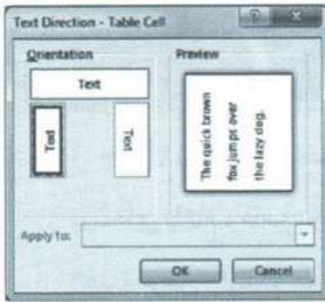 Text Direction - Table Cell
Orientation
Preview
Text
Text
Text
The quick brown
fox jumps over
the lazy dog.
Apply to:
OK
Cancel